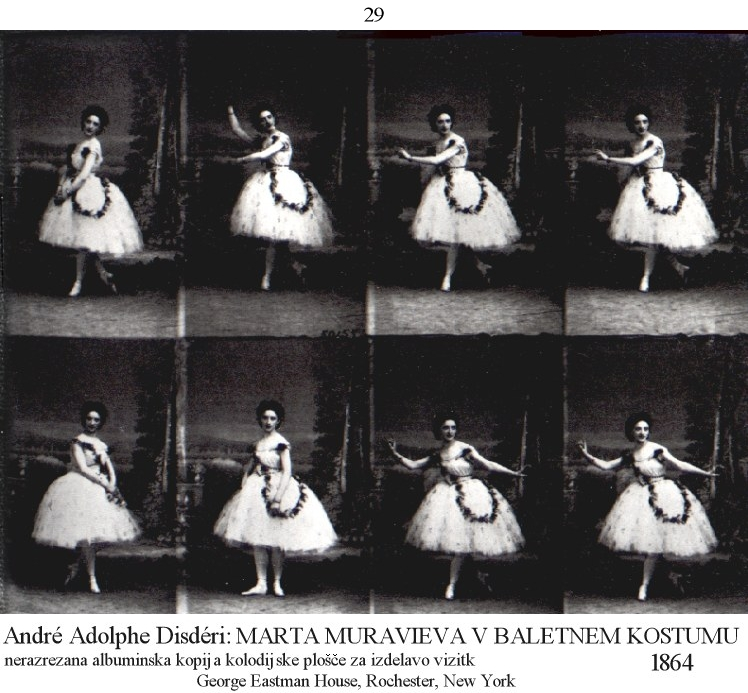 29
André Adolphe Disdéri: MARTA MURAVIEVA V BALETNEM KOSTUMU
nerazrezana albuminska kopija kolodijske plošče za izdelavo vizitk
1864
George Eastman House, Rochester, New York